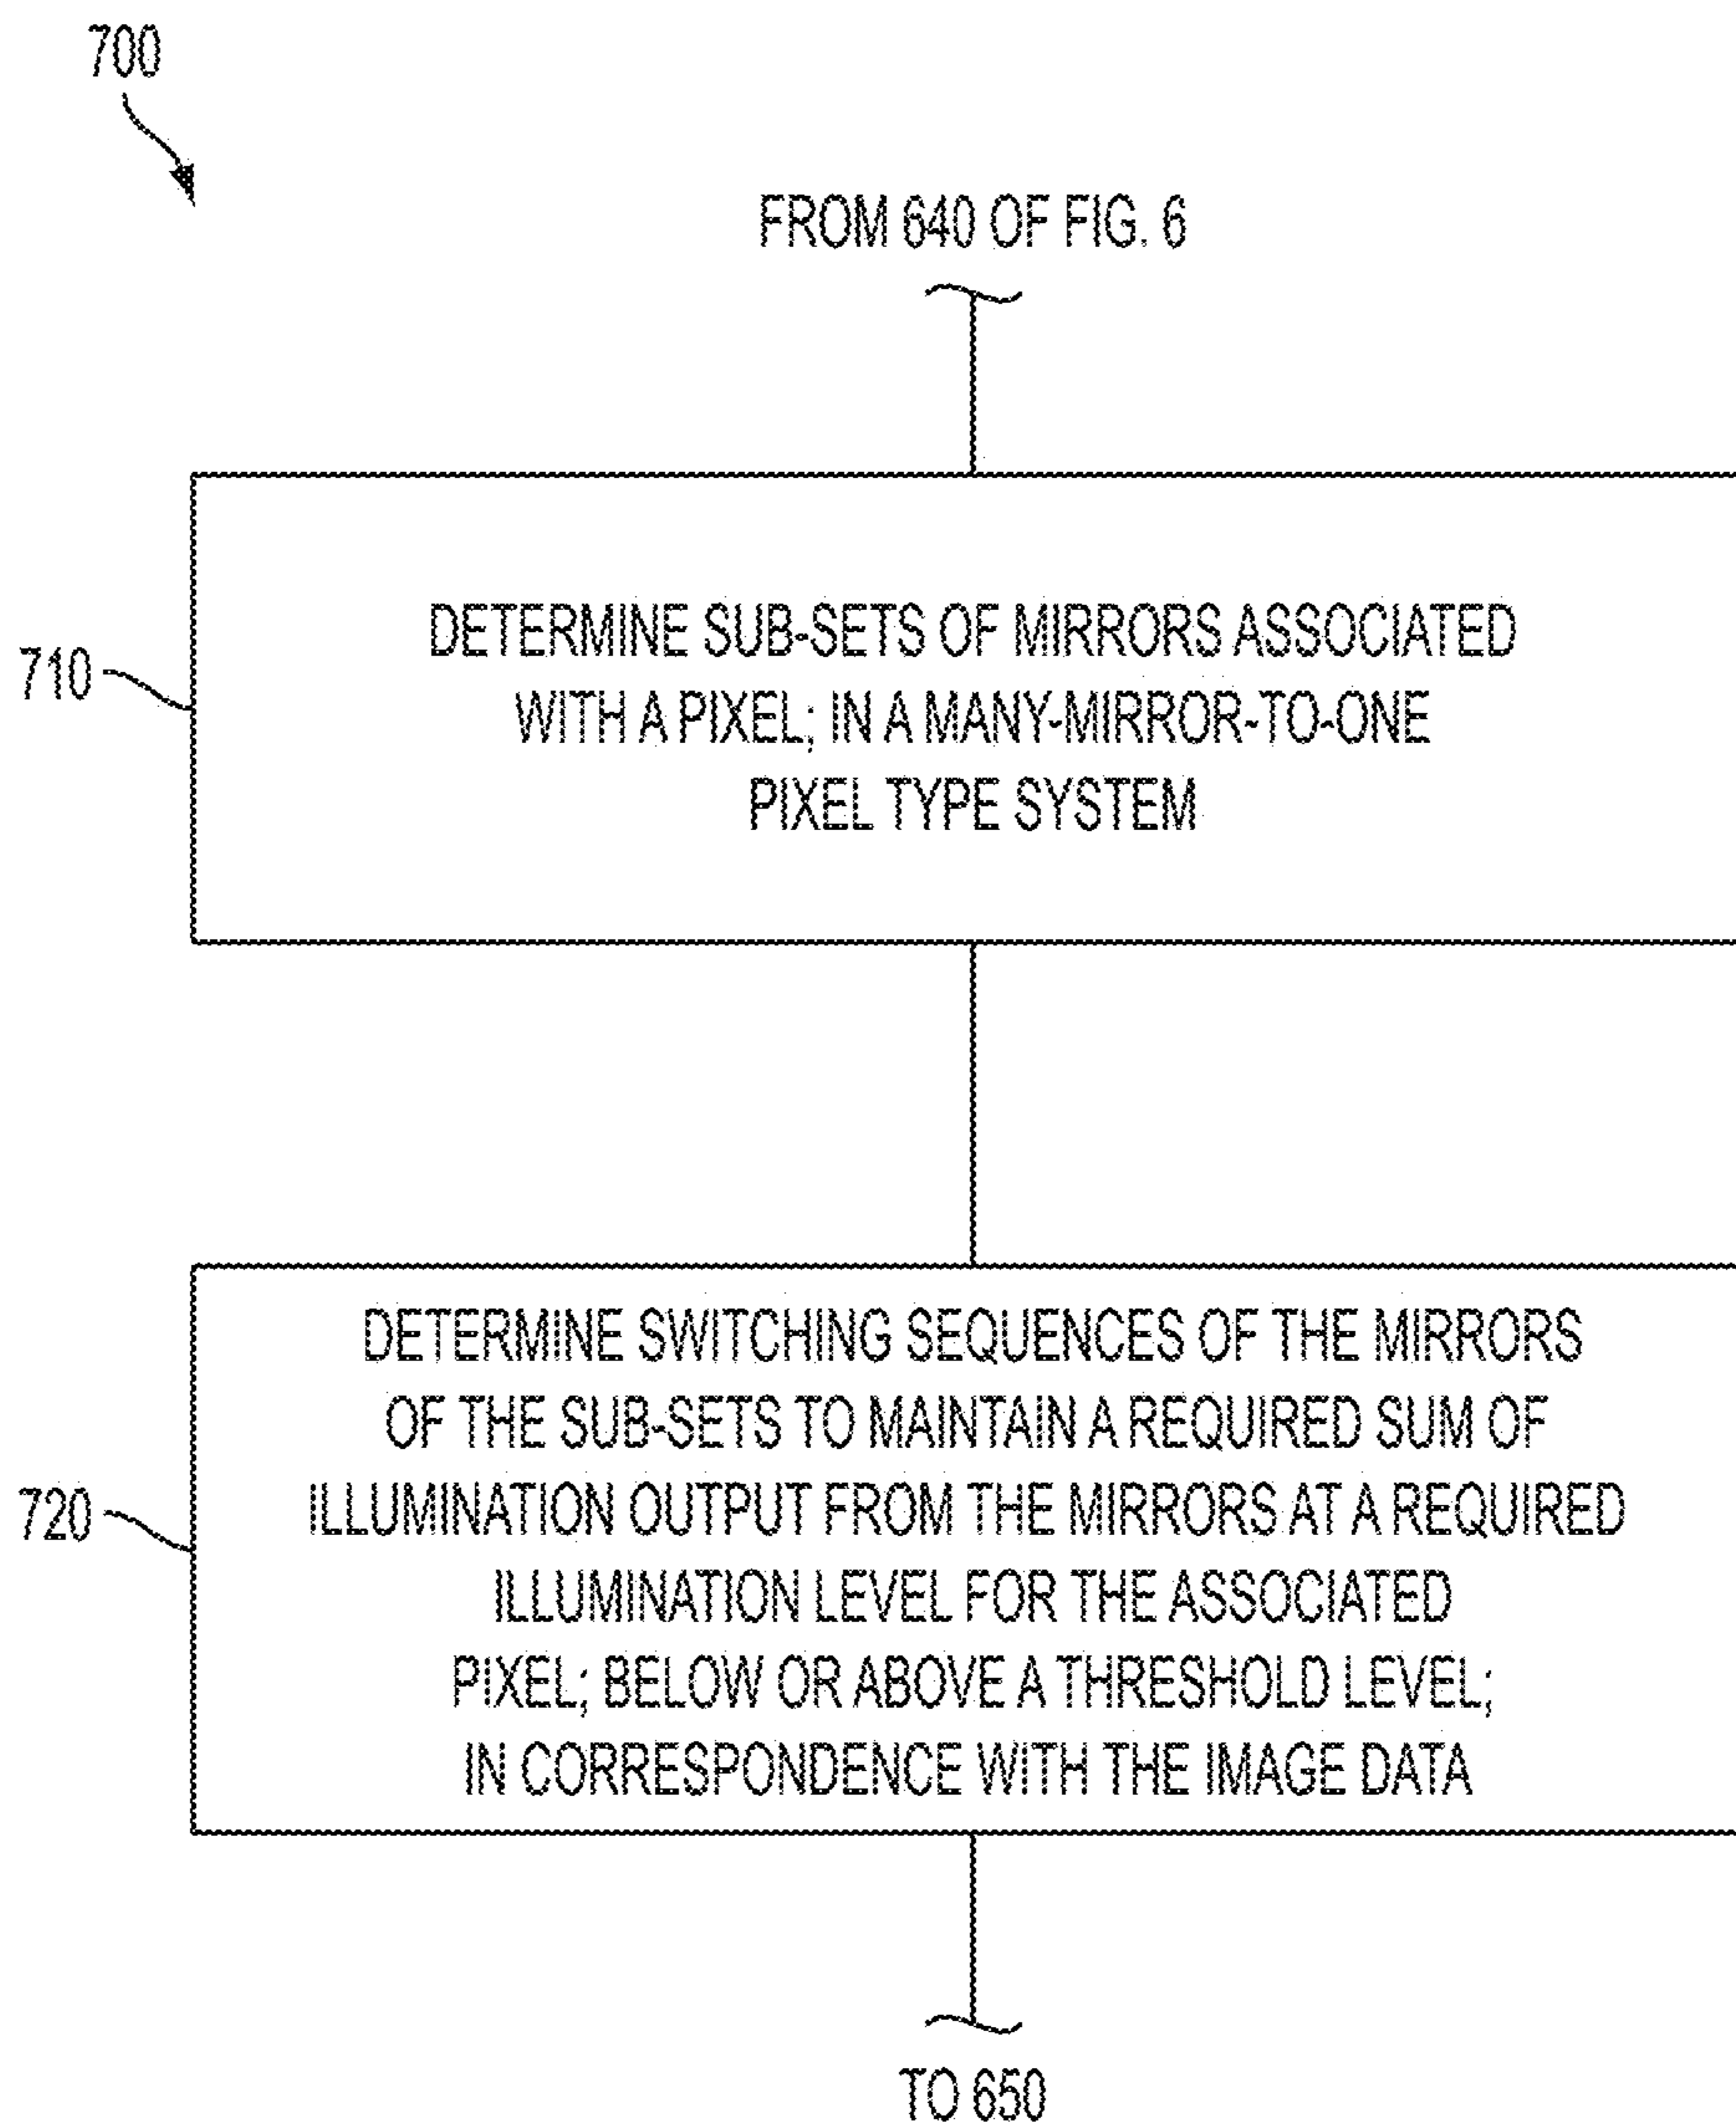 700
FROM 640 OF FIG. 6
710
DETERMINE SUB-SETS OF MIRRORS ASSOCIATED
WITH A PIXEL; IN A MANY-MIRROR-TO-ONE
PIXEL TYPE SYSTEM
720
DETERMINE SWITCHING SEQUENCES OF THE MIRRORS
OF THE SUB-SETS TO MAINTAIN A REQUIRED SUM OF
ILLUMINATION OUTPUT FROM THE MIRRORS AT A REQUIRED
ILLUMINATION LEVEL FOR THE ASSOCIATED
PIXEL; BELOW OR ABOVE A THRESHOLD LEVEL;
IN CORRESPONDENCE WITH THE IMAGE DATA
TO 650